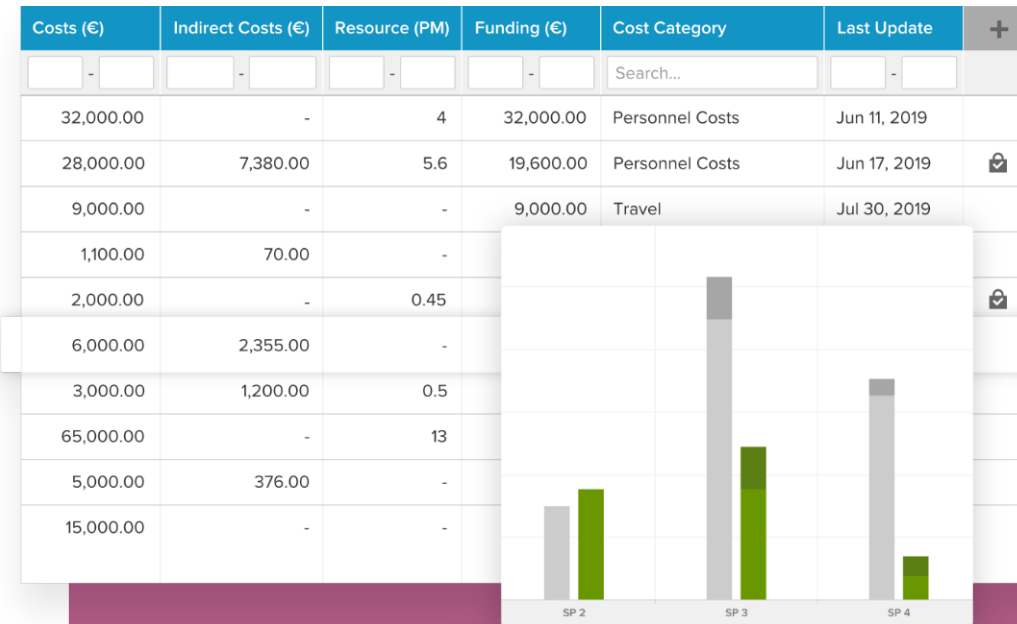 Costs (€) Indirect Costs (€) Resource (PM) Funding (€) Cost Category Last Update +
- - - - Search... -
32,000.00 - 4 32,000.00 Personnel Costs Jun 11, 2019
28,000.00 7,380.00 5.6 19,600.00 Personnel Costs Jun 17, 2019
9,000.00 - - 9,000.00 Travel Jul 30, 2019
1,100.00 70.00 -
2,000.00 - 0.45
6,000.00 2,355.00 -
3,000.00 1,200.00 0.5
65,000.00 - 13
5,000.00 376.00 -
15,000.00 - -
SP 2 SP 3 SP 4